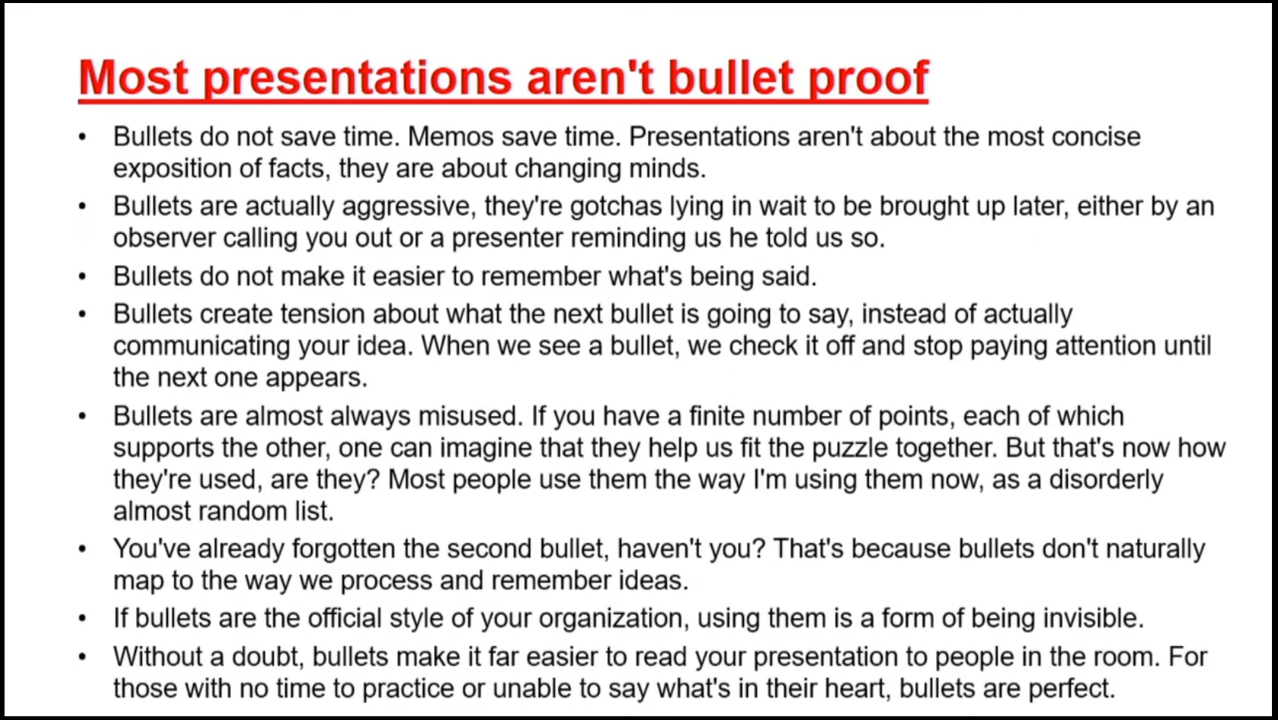 Most presentations aren't bullet proof
• Bullets do not save time. Memos save time. Presentations aren't about the most concise
exposition of facts, they are about changing minds.
• Bullets are actually aggressive, they're gotchas lying in wait to be brought up later, either by an
observer calling you out or a presenter reminding us he told us so.
• Bullets do not make it easier to remember what's being said.
• Bullets create tension about what the next bullet is going to say, instead of actually
communicating your idea. When we see a bullet, we check it off and stop paying attention until
the next one appears.
• Bullets are almost always misused. If you have a finite number of points, each of which
supports the other, one can imagine that they help us fit the puzzle together. But that's now how
they're used, are they? Most people use them the way I'm using them now, as a disorderly
almost random list.
• You've already forgotten the second bullet, haven't you? That's because bullets don't naturally
map to the way we process and remember ideas.
• If bullets are the official style of your organization, using them is a form of being invisible.
• Without a doubt, bullets make it far easier to read your presentation to people in the room. For
those with no time to practice or unable to say what's in their heart, bullets are perfect.